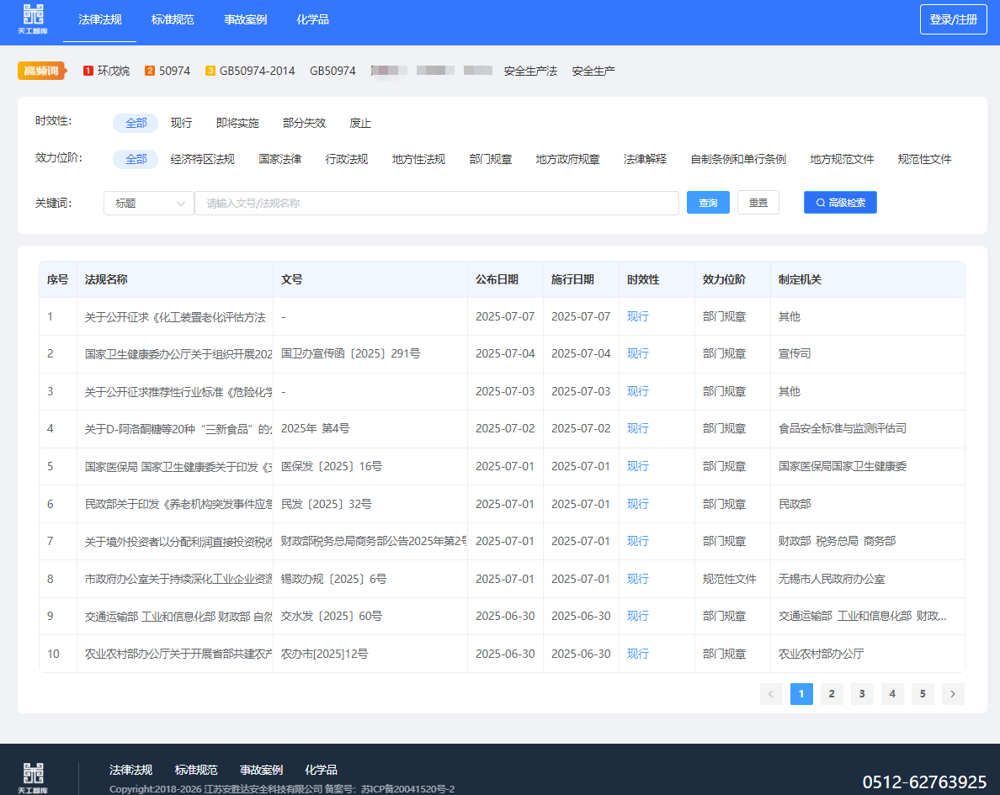 天工智库 法律法规 标准规范 事故案例 化学品 登录/注册
高频词 1 环戊烷 2 50974 3 GB50974-2014 GB50974 安全生产法 安全生产
时效性: 全部 现行 即将实施 部分失效 废止
效力位阶: 全部 经济特区法规 国家法律 行政法规 地方性法规 部门规章 地方政府规章 法律解释 自制条例和单行条例 地方规范文件 规范性文件
关键词: 标题 请输入文号/法规名称 查询 重置 高级检索
序号 法规名称 文号 公布日期 施行日期 时效性 效力位阶 制定机关
1 关于公开征求《化工装置老化评估方法 - 2025-07-07 2025-07-07 现行 部门规章 其他
2 国家卫生健康委办公厅关于组织开展202 国卫办宣传函〔2025〕291号 2025-07-04 2025-07-04 现行 部门规章 宣传司
3 关于公开征求推荐性行业标准《危险化学 - 2025-07-03 2025-07-03 现行 部门规章 其他
4 关于D-阿洛酮糖等20种“三新食品”的 2025年 第4号 2025-07-02 2025-07-02 现行 部门规章 食品安全标准与监测评估司
5 国家医保局 国家卫生健康委关于印发《 医保发〔2025〕16号 2025-07-01 2025-07-01 现行 部门规章 国家医保局国家卫生健康委
6 民政部关于印发《养老机构突发事件应急 民发〔2025〕32号 2025-07-01 2025-07-01 现行 部门规章 民政部
7 关于境外投资者以分配利润直接投资税收 财政部税务总局商务部公告2025年第2号 2025-07-01 2025-07-01 现行 部门规章 财政部 税务总局 商务部
8 市政府办公室关于持续深化工业企业资源 锡政办规〔2025〕6号 2025-07-01 2025-07-01 现行 规范性文件 无锡市人民政府办公室
9 交通运输部 工业和信息化部 财政部 自然 交水发〔2025〕60号 2025-06-30 2025-06-30 现行 部门规章 交通运输部 工业和信息化部 财政...
10 农业农村部办公厅关于开展省部共建农产 农办市[2025]12号 2025-06-30 2025-06-30 现行 部门规章 农业农村部办公厅
1 2 3 4 5
天工智库 法律法规 标准规范 事故案例 化学品
Copyright:2018-2026 江苏安胜达安全科技有限公司 备案号: 苏ICP备20041520号-2
0512-62763925